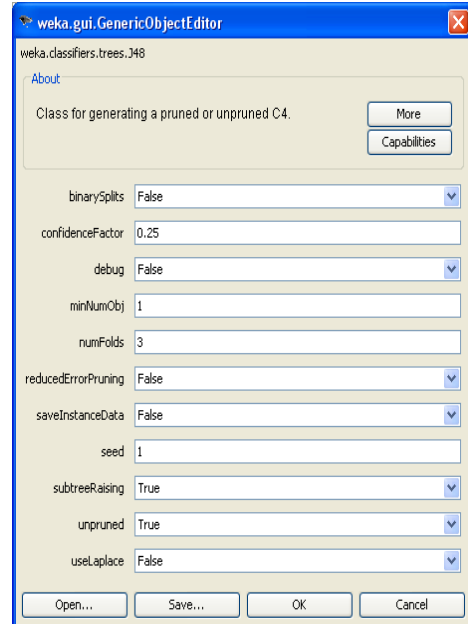 weka.gui.GenericObjectEditor
weka.classifiers.trees.J48
About
Class for generating a pruned or unpruned C4.
More
Capabilities
binarySplits False
confidenceFactor 0.25
debug False
minNumObj 1
numFolds 3
reducedErrorPruning False
saveInstanceData False
seed 1
subtreeRaising True
unpruned True
useLaplace False
Open... Save... OK Cancel